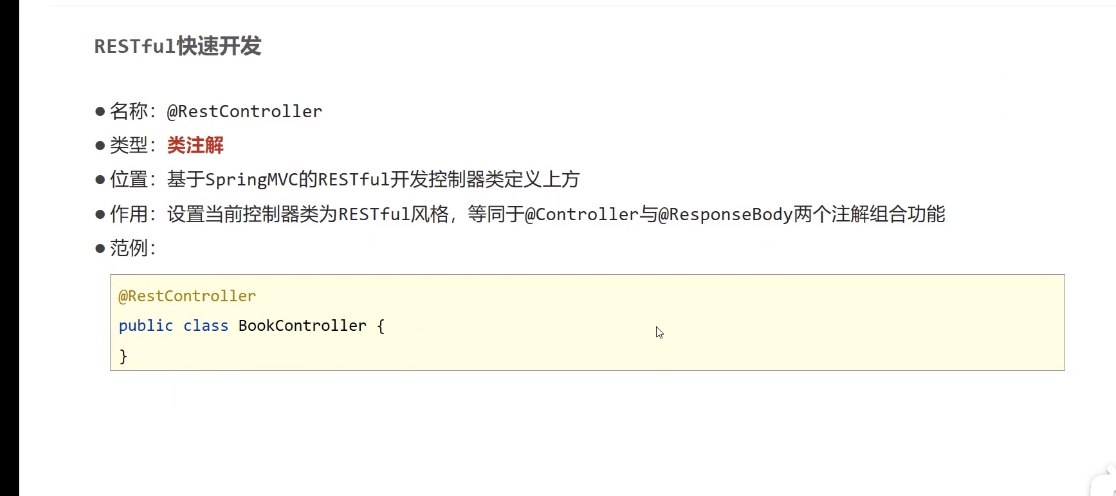 RESTful快速开发
● 名称：@RestController
● 类型：类注解
● 位置：基于SpringMVC的RESTful开发控制器类定义上方
● 作用：设置当前控制器类为RESTful风格，等同于@Controller与@ResponseBody两个注解组合功能
● 范例：
@RestController
public class BookController {
}